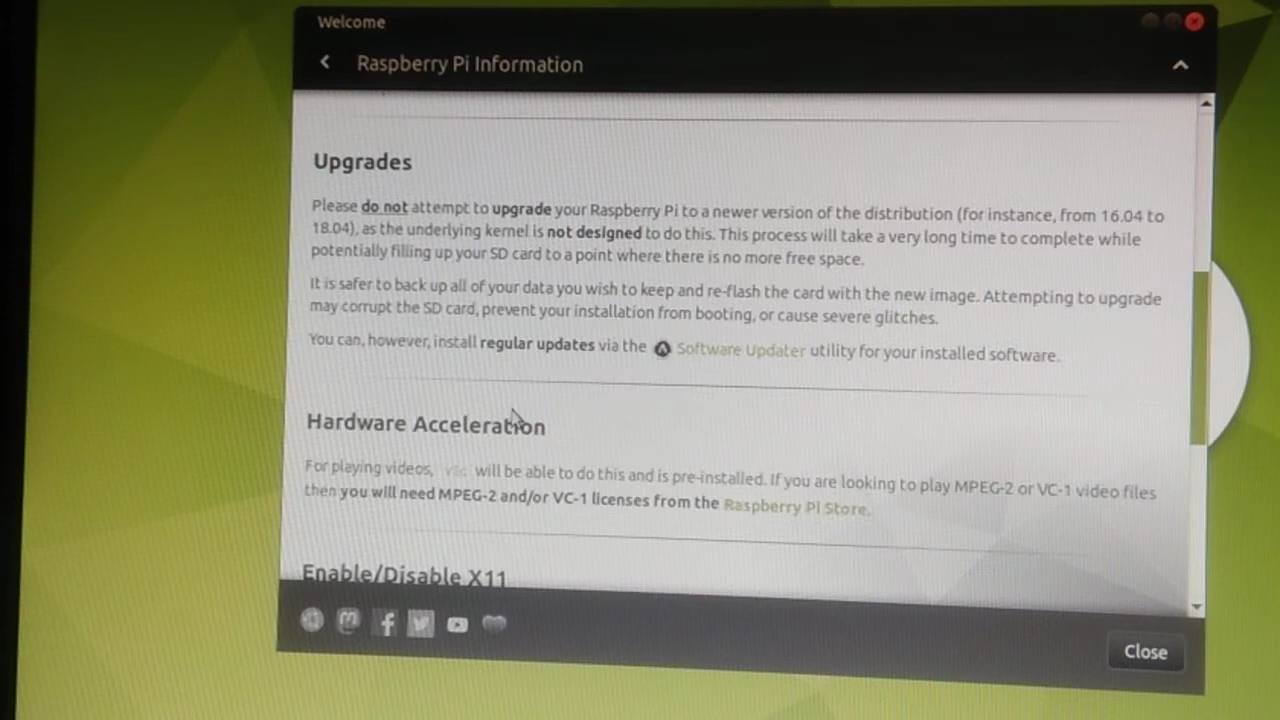 Welcome
Raspberry Pi Information
Upgrades
Please do not attempt to upgrade your Raspberry Pi to a newer version of the distribution (for instance, from 16.04 to
18.04), as the underlying kernel is not designed to do this. This process will take a very long time to complete while
potentially filling up your SD card to a point where there is no more free space.
It is safer to back up all of your data you wish to keep and re-flash the card with the new image. Attempting to upgrade
may corrupt the SD card, prevent your installation from booting, or cause severe glitches.
You can, however, install regular updates via the Software Updater utility for your installed software.
Hardware Acceleration
For playing videos, vlc will be able to do this and is pre-installed. If you are looking to play MPEG-2 or VC-1 video files
then you will need MPEG-2 and/or VC-1 licenses from the Raspberry Pi Store.
Enable/Disable X11
Close